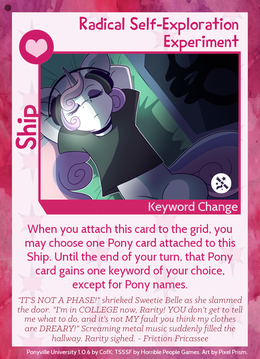 Radical Self-Exploration
Experiment
Ship
Keyword Change
When you attach this card to the grid, you
may choose one Pony card attached to this
Ship. Until the end of your turn, that Pony
card gains one keyword of your choice,
except for Pony names.
"IT'S NOT A PHASE!" shrieked Sweetie Belle as she slammed
the door. "I'm in COLLEGE now, Rarity! YOU don't get to tell
me what to do, and it's not MY fault you think my clothes
are DREARY!" Screaming metal music suddenly filled the
hallway. Rarity sighed. – Friction Fricassee
Ponyville University 1.0.6 by CofK, TSSSF by Horrible People Games. Art by Pixel Prism.